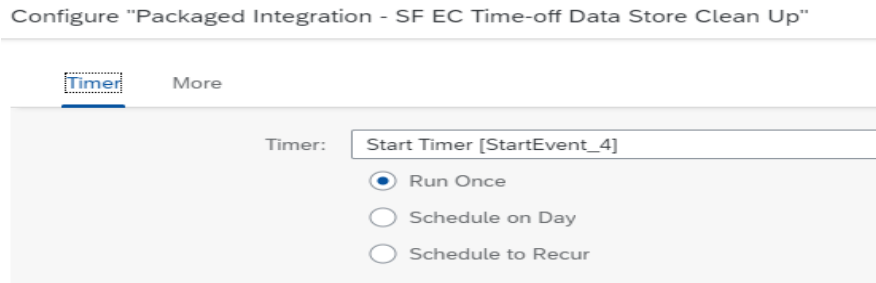 Configure "Packaged Integration - SF EC Time-off Data Store Clean Up"
Timer More
Timer: Start Timer [StartEvent_4]
Run Once
Schedule on Day
Schedule to Recur